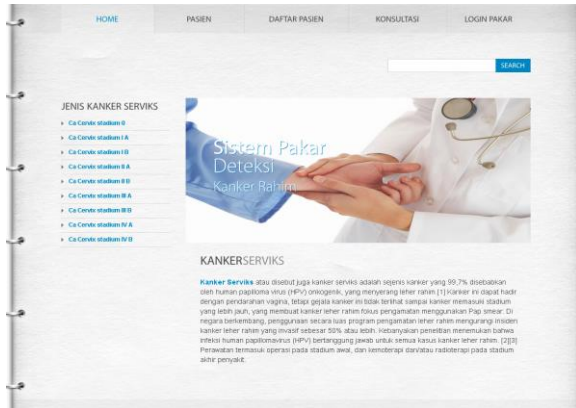 HOME PASIEN DAFTAR PASIEN KONSULTASI LOGIN PAKAR
SEARCH
JENIS KANKER SERVIKS
Ca Cervix stadium 0
Ca Cervix stadium I A
Ca Cervix stadium I B
Ca Cervix stadium II A
Ca Cervix stadium II B
Ca Cervix stadium III A
Ca Cervix stadium III B
Ca Cervix stadium IV A
Ca Cervix stadium IV B
Sistem Pakar
Deteksi
Kanker Rahim
KANKERSERVIKS
Kanker Serviks atau disebut juga kanker serviks adalah sejenis kanker yang 99,7% disebabkan
oleh human papilloma virus (HPV) onkogenik, yang menyerang leher rahim.[1] Kanker ini dapat hadir
dengan pendarahan vagina, tetapi gejala kanker ini tidak terlihat sampai kanker memasuki stadium
yang lebih jauh, yang membuat kanker leher rahim fokus pengamatan menggunakan Pap smear. Di
negara berkembang, penggunaan secara luas program pengamatan leher rahim mengurangi insiden
kanker leher rahim yang invasif sebesar 50% atau lebih. Kebanyakan penelitian menemukan bahwa
infeksi human papillomavirus (HPV) bertanggung jawab untuk semua kasus kanker leher rahim. [2][3]
Perawatan termasuk operasi pada stadium awal, dan kemoterapi dan/atau radioterapi pada stadium
akhir penyakit.